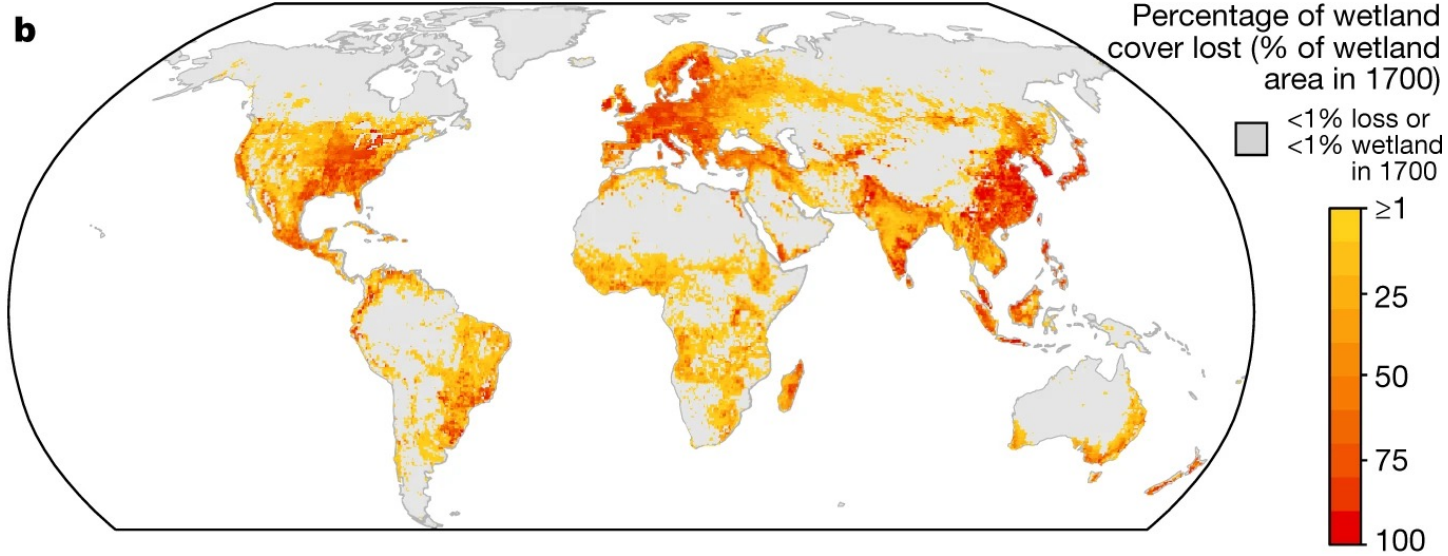 b
Percentage of wetland
cover lost (% of wetland
area in 1700)
<1% loss or
<1% wetland
in 1700
≥1
25
50
75
100